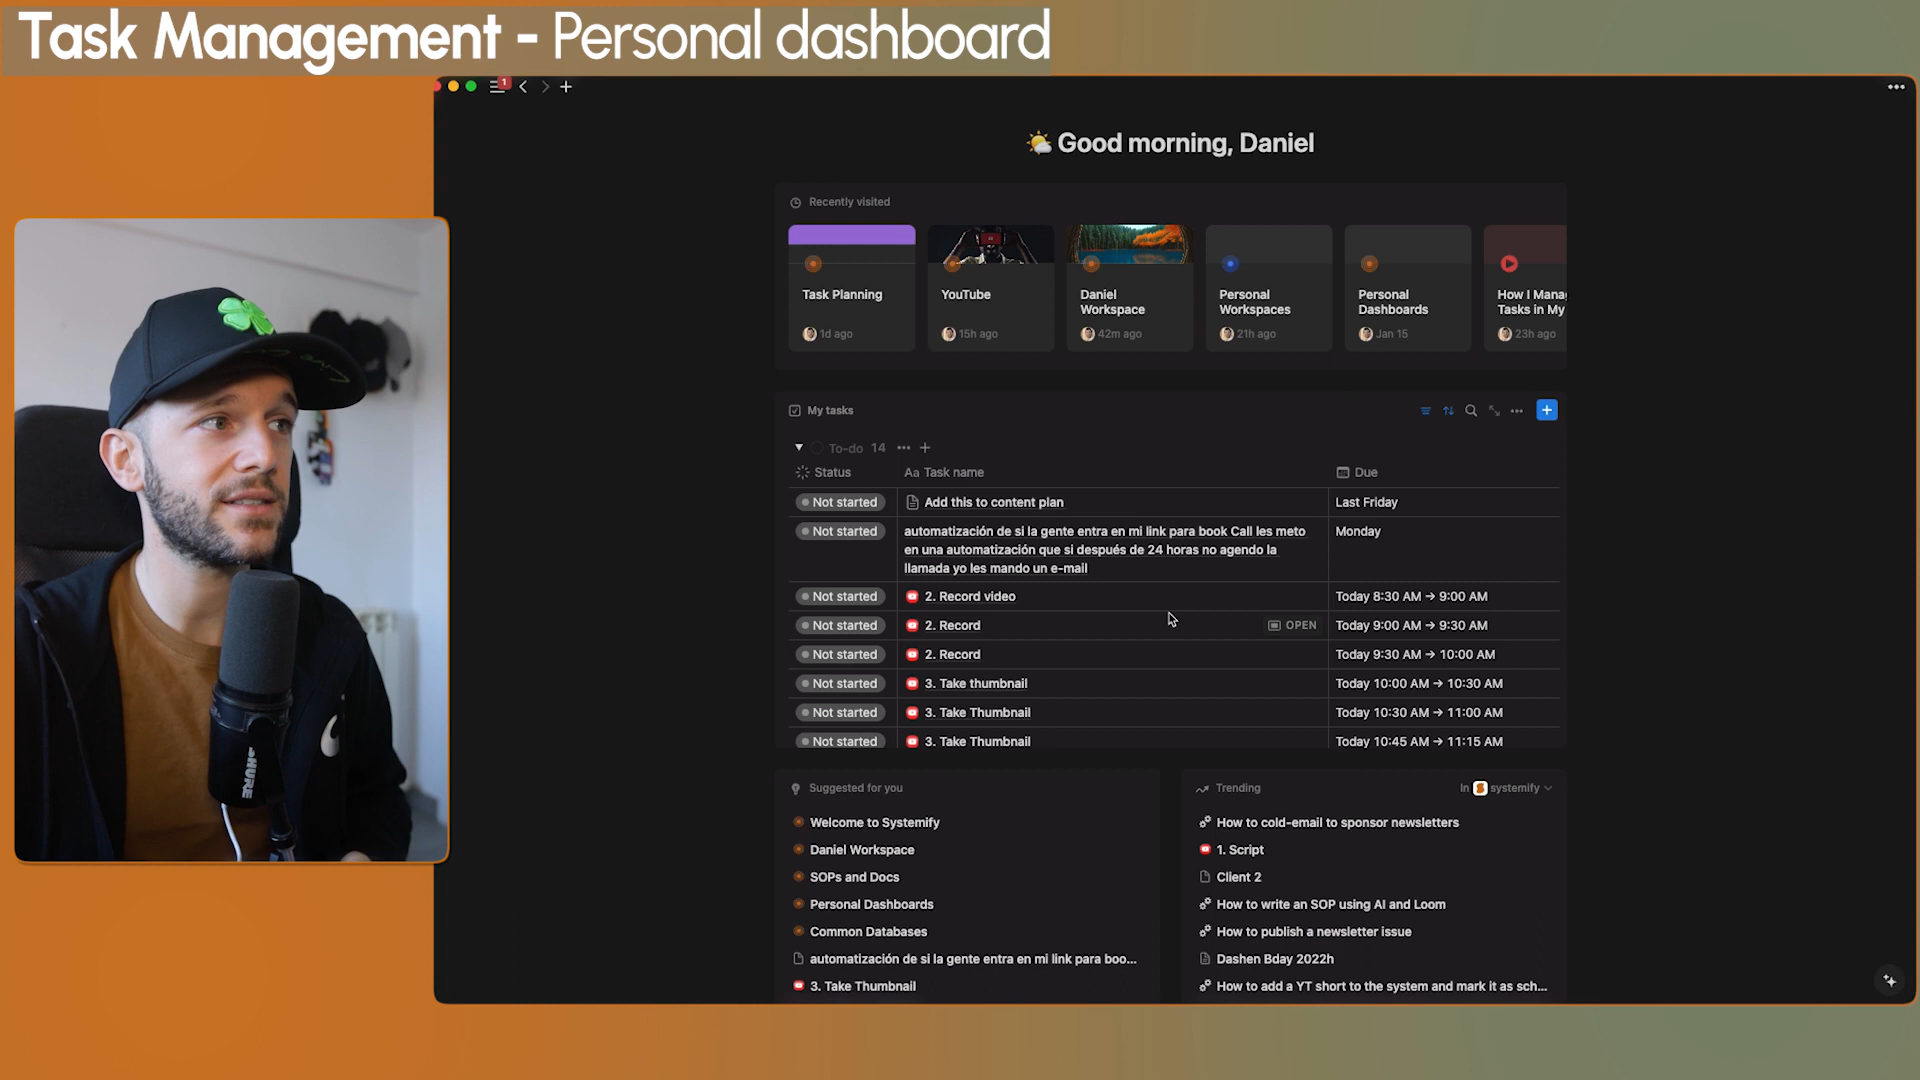 Task Management - Personal dashboard
1
Good morning, Daniel
Recently visited
Task Planning
1d ago
YouTube
15h ago
Daniel
Workspace
42m ago
Personal
Workspaces
21h ago
Personal
Dashboards
Jan 15
How I Mana
Tasks in My
23h ago
My tasks
To-do 14
Status Aa Task name Due
Not started Add this to content plan Last Friday
Not started automatización de si la gente entra en mi link para book Call les meto Monday
en una automatización que si después de 24 horas no agendo la
llamada yo les mando un e-mail
Not started 2. Record video Today 8:30 AM → 9:00 AM
Not started 2. Record OPEN Today 9:00 AM → 9:30 AM
Not started 2. Record Today 9:30 AM → 10:00 AM
Not started 3. Take thumbnail Today 10:00 AM → 10:30 AM
Not started 3. Take Thumbnail Today 10:30 AM → 11:00 AM
Not started 3. Take Thumbnail Today 10:45 AM → 11:15 AM
Suggested for you
Welcome to Systemify
Daniel Workspace
SOPs and Docs
Personal Dashboards
Common Databases
automatización de si la gente entra en mi link para boo...
3. Take Thumbnail
Trending In systemify
How to cold-email to sponsor newsletters
1. Script
Client 2
How to write an SOP using AI and Loom
How to publish a newsletter issue
Dashen Bday 2022h
How to add a YT short to the system and mark it as sch...
SHURE